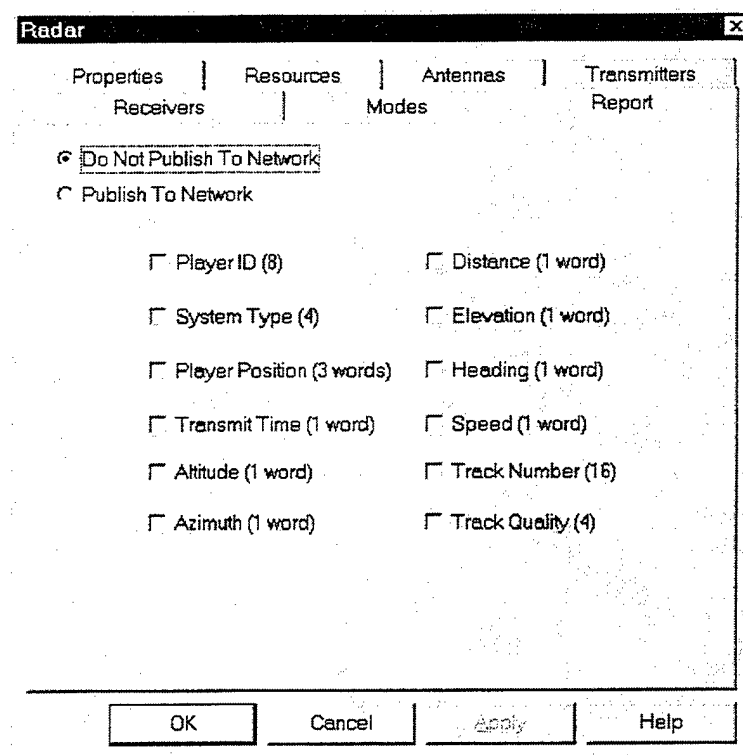 Radar
Properties Resources Antennas Transmitters
Receivers Modes Report
Do Not Publish To Network
Publish To Network
Player ID (8) Distance (1 word)
System Type (4) Elevation (1 word)
Player Position (3 words) Heading (1 word)
Transmit Time (1 word) Speed (1 word)
Altitude (1 word) Track Number (16)
Azimuth (1 word) Track Quality (4)
OK Cancel Apply Help